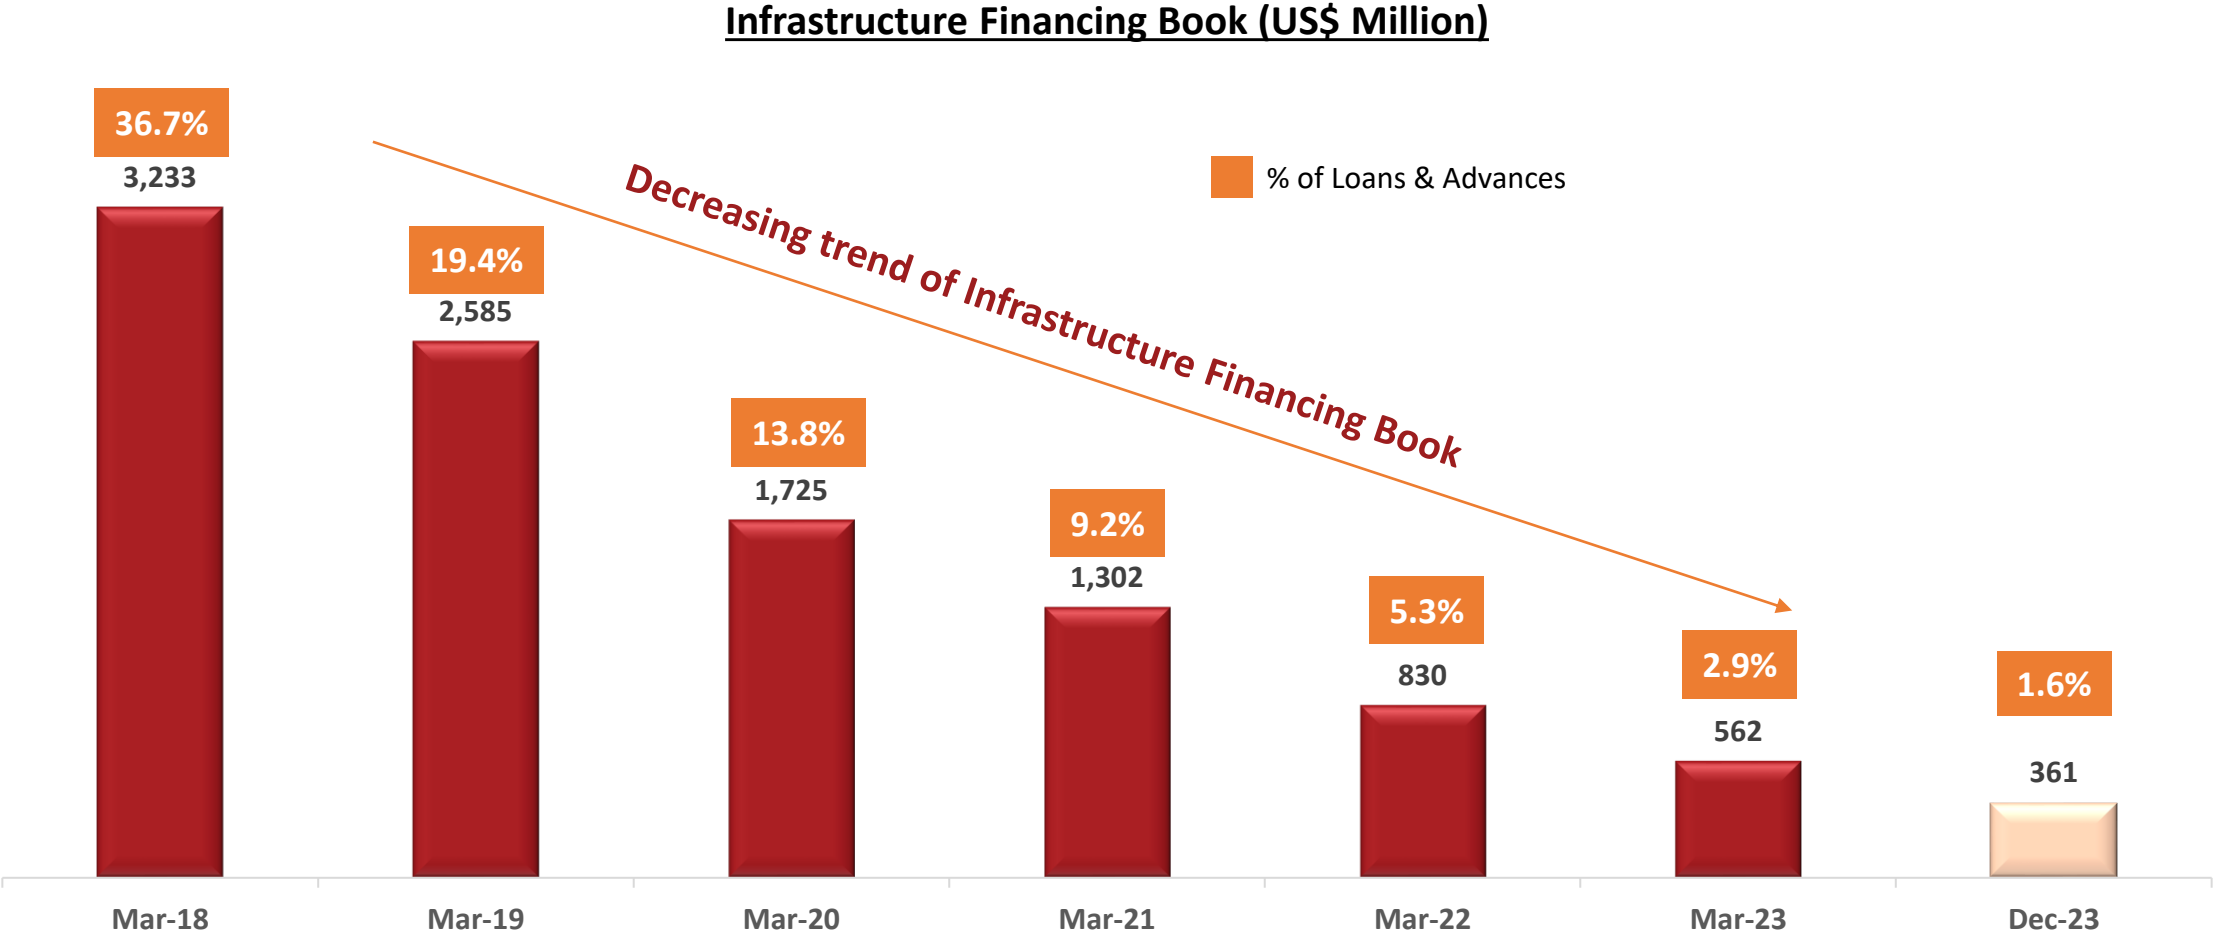 Infrastructure Financing Book (US$ Million)
% of Loans & Advances
Decreasing trend of Infrastructure Financing Book
36.7%
3,233
19.4%
2,585
13.8%
1,725
9.2%
1,302
5.3%
830
2.9%
562
1.6%
361
Mar-18
Mar-19
Mar-20
Mar-21
Mar-22
Mar-23
Dec-23